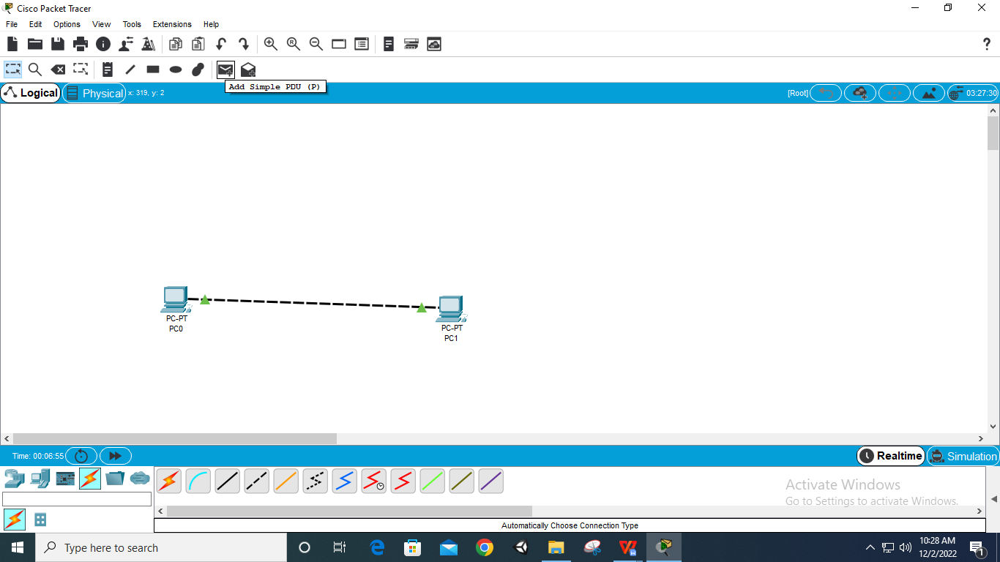 Cisco Packet Tracer
File Edit Options View Tools Extensions Help
Add Simple PDU (P)
Logical Physical x: 319, y: 2 [Root] 03:27:30
PC-PT
PC0
PC-PT
PC1
Time: 00:06:55 Realtime Simulation
Activate Windows
Go to Settings to activate Windows.
Automatically Choose Connection Type
Type here to search
10:28 AM
12/2/2022
1